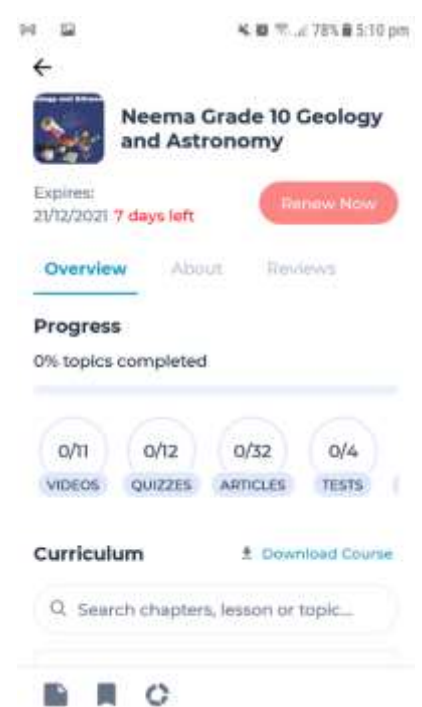 78% 5:10 pm
Neema Grade 10 Geology
and Astronomy
Expires:
21/12/2021 7 days left
Renew Now
Overview
About
Reviews
Progress
0% topics completed
0/11
0/12
0/32
0/4
VIDEOS
QUIZZES
ARTICLES
TESTS
Curriculum
Download Course
Search chapters, lesson or topic...